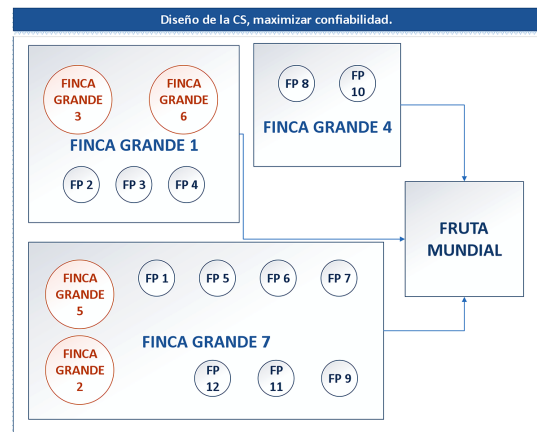 Diseño de la CS, maximizar confiabilidad.
FINCA
GRANDE
3
FINCA
GRANDE
6
FINCA GRANDE 1
FP 2
FP 3
FP 4
FP 8
FP
10
FINCA GRANDE 4
FRUTA
MUNDIAL
FINCA
GRANDE
5
FP 1
FP 5
FP 6
FP 7
FINCA GRANDE 7
FINCA
GRANDE
2
FP
12
FP
11
FP 9